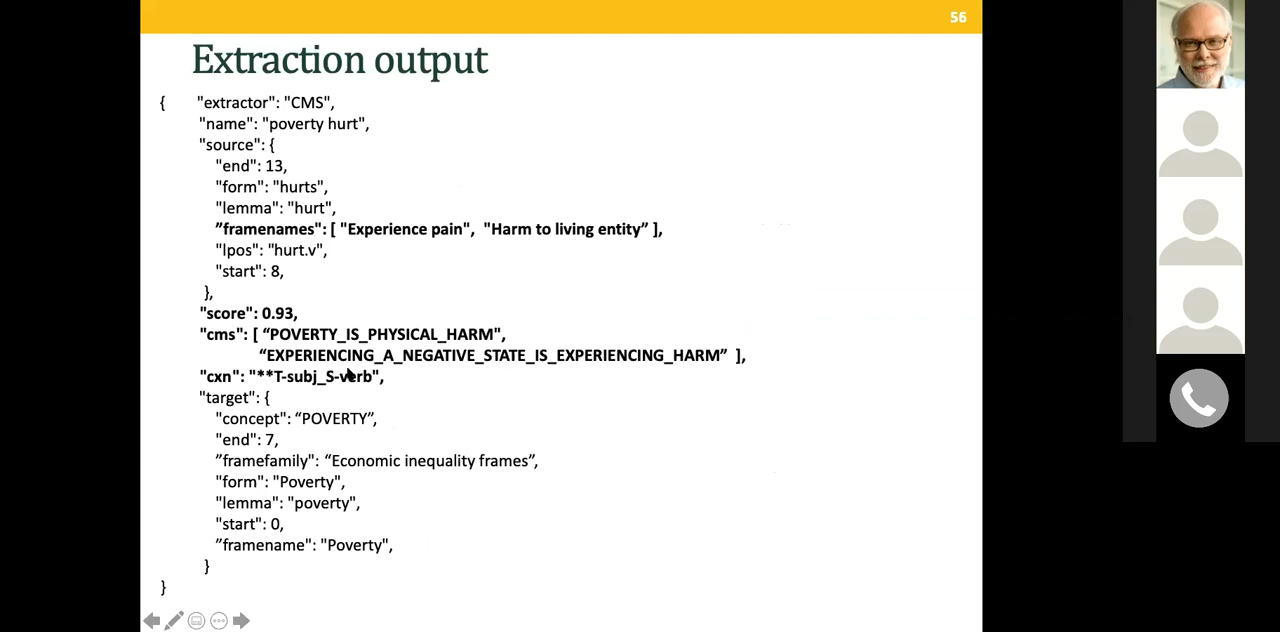 56
Extraction output
{ "extractor": "CMS",
"name": "poverty hurt",
"source": {
"end": 13,
"form": "hurts",
"lemma": "hurt",
”framenames": [ "Experience pain", "Harm to living entity” ],
"lpos": "hurt.v",
"start": 8,
},
"score": 0.93,
"cms": [ “POVERTY_IS_PHYSICAL_HARM",
“EXPERIENCING_A_NEGATIVE_STATE_IS_EXPERIENCING_HARM” ],
"cxn": "**T-subj_S-verb",
"target": {
"concept": “POVERTY”,
"end": 7,
”framefamily": “Economic inequality frames”,
"form": "Poverty",
"lemma": "poverty",
"start": 0,
”framename": "Poverty",
}
}